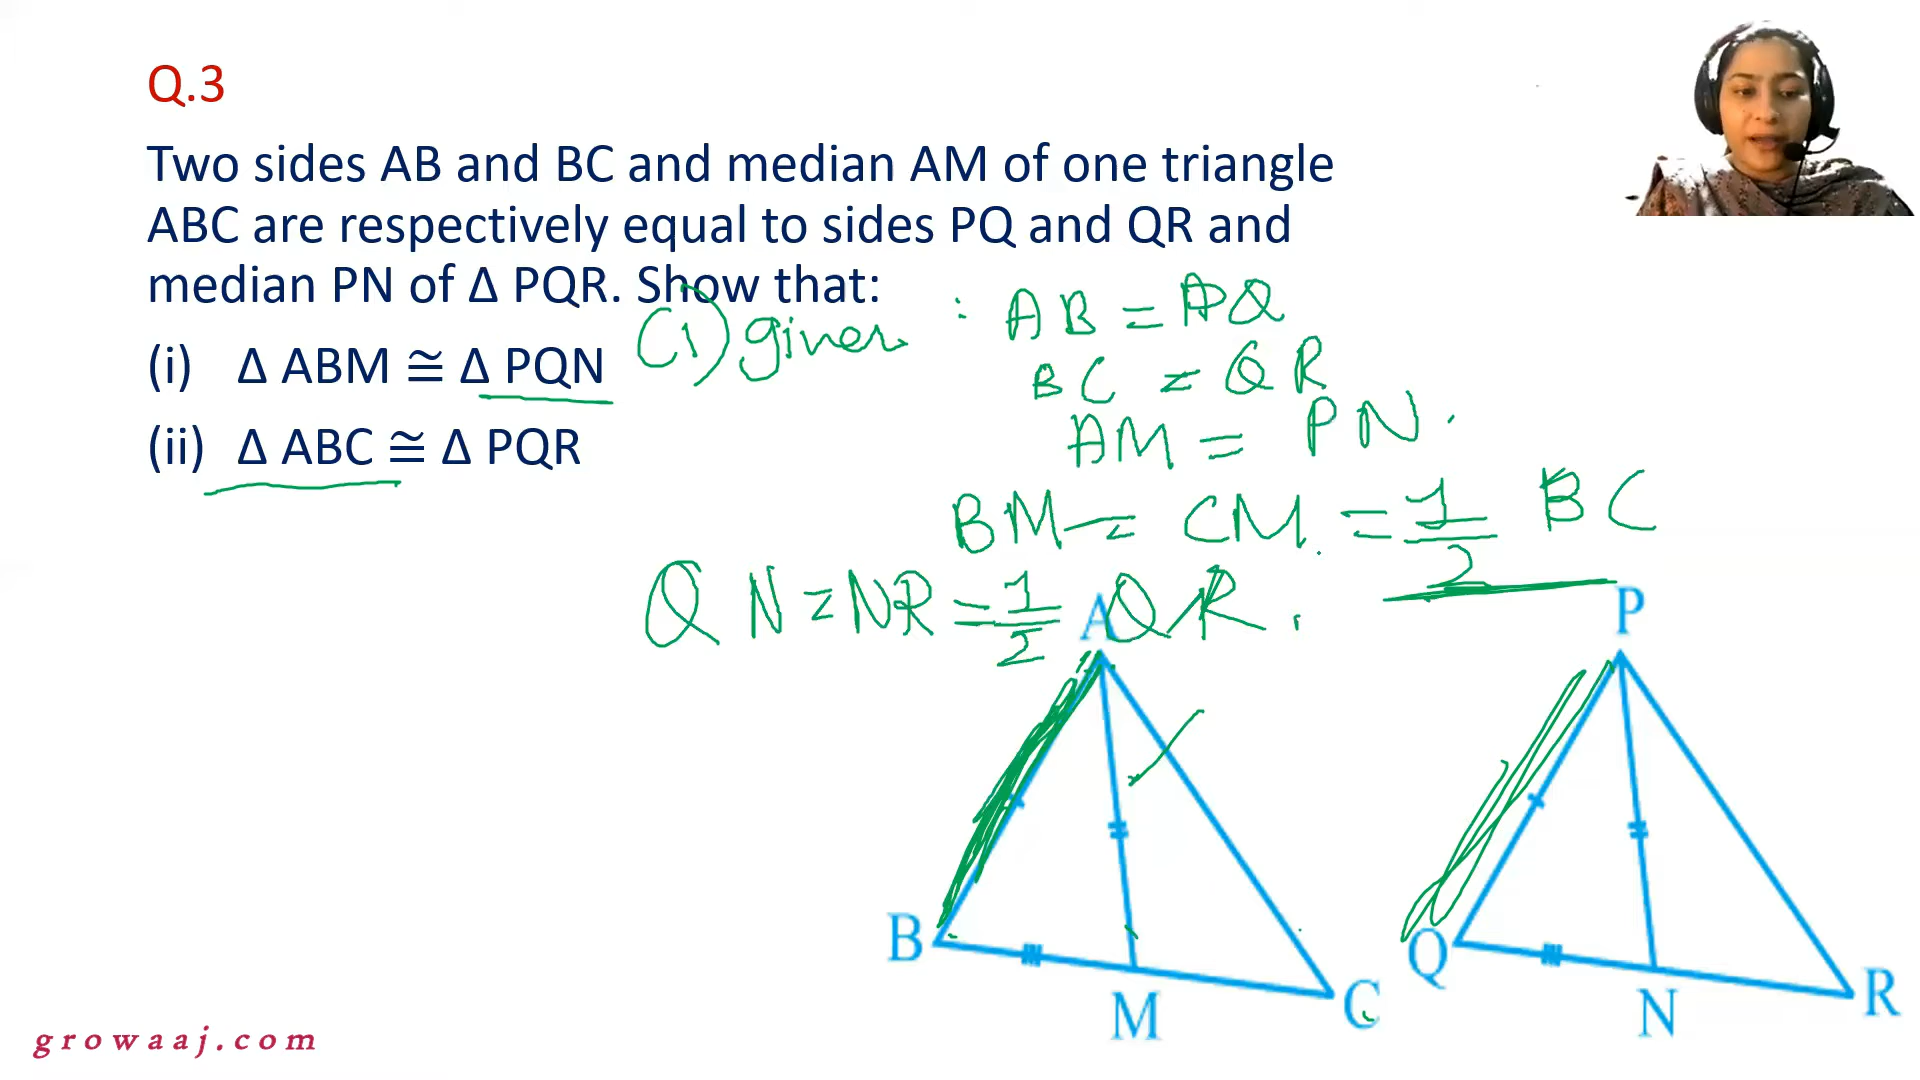 Q.3
Two sides AB and BC and median AM of one triangle
ABC are respectively equal to sides PQ and QR and
median PN of Δ PQR. Show that:
(i) Δ ABM ≅ Δ PQN
(ii) Δ ABC ≅ Δ PQR
(i) given : AB = PQ
BC = QR
AM = PN.
BM = CM = 1/2 BC
QN = NR = 1/2 QR.
A
P
B
M
C
Q
N
R
growaaj.com